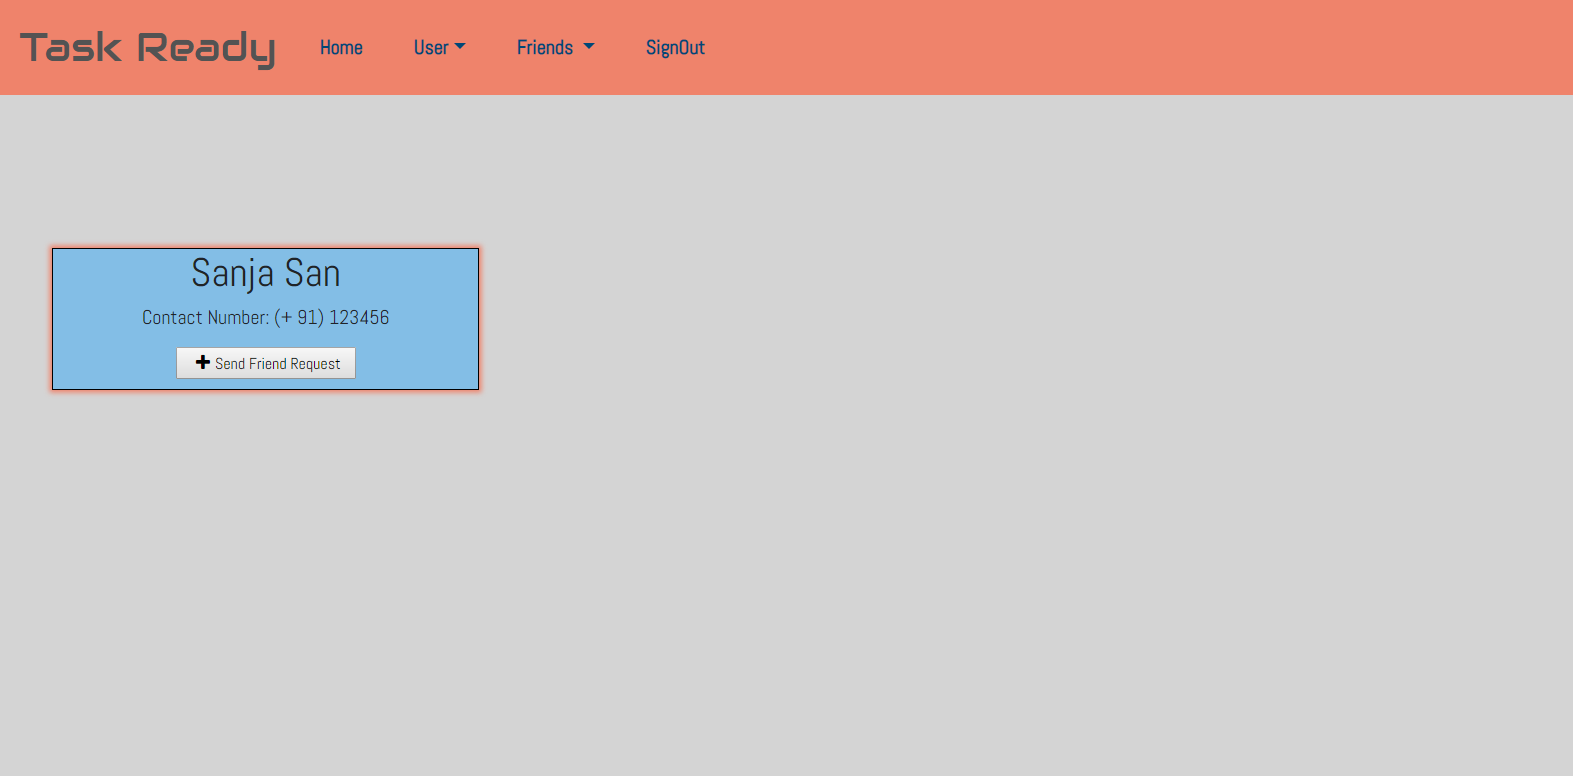 Task Ready Home User Friends SignOut
Sanja San
Contact Number: (+ 91) 123456
Send Friend Request